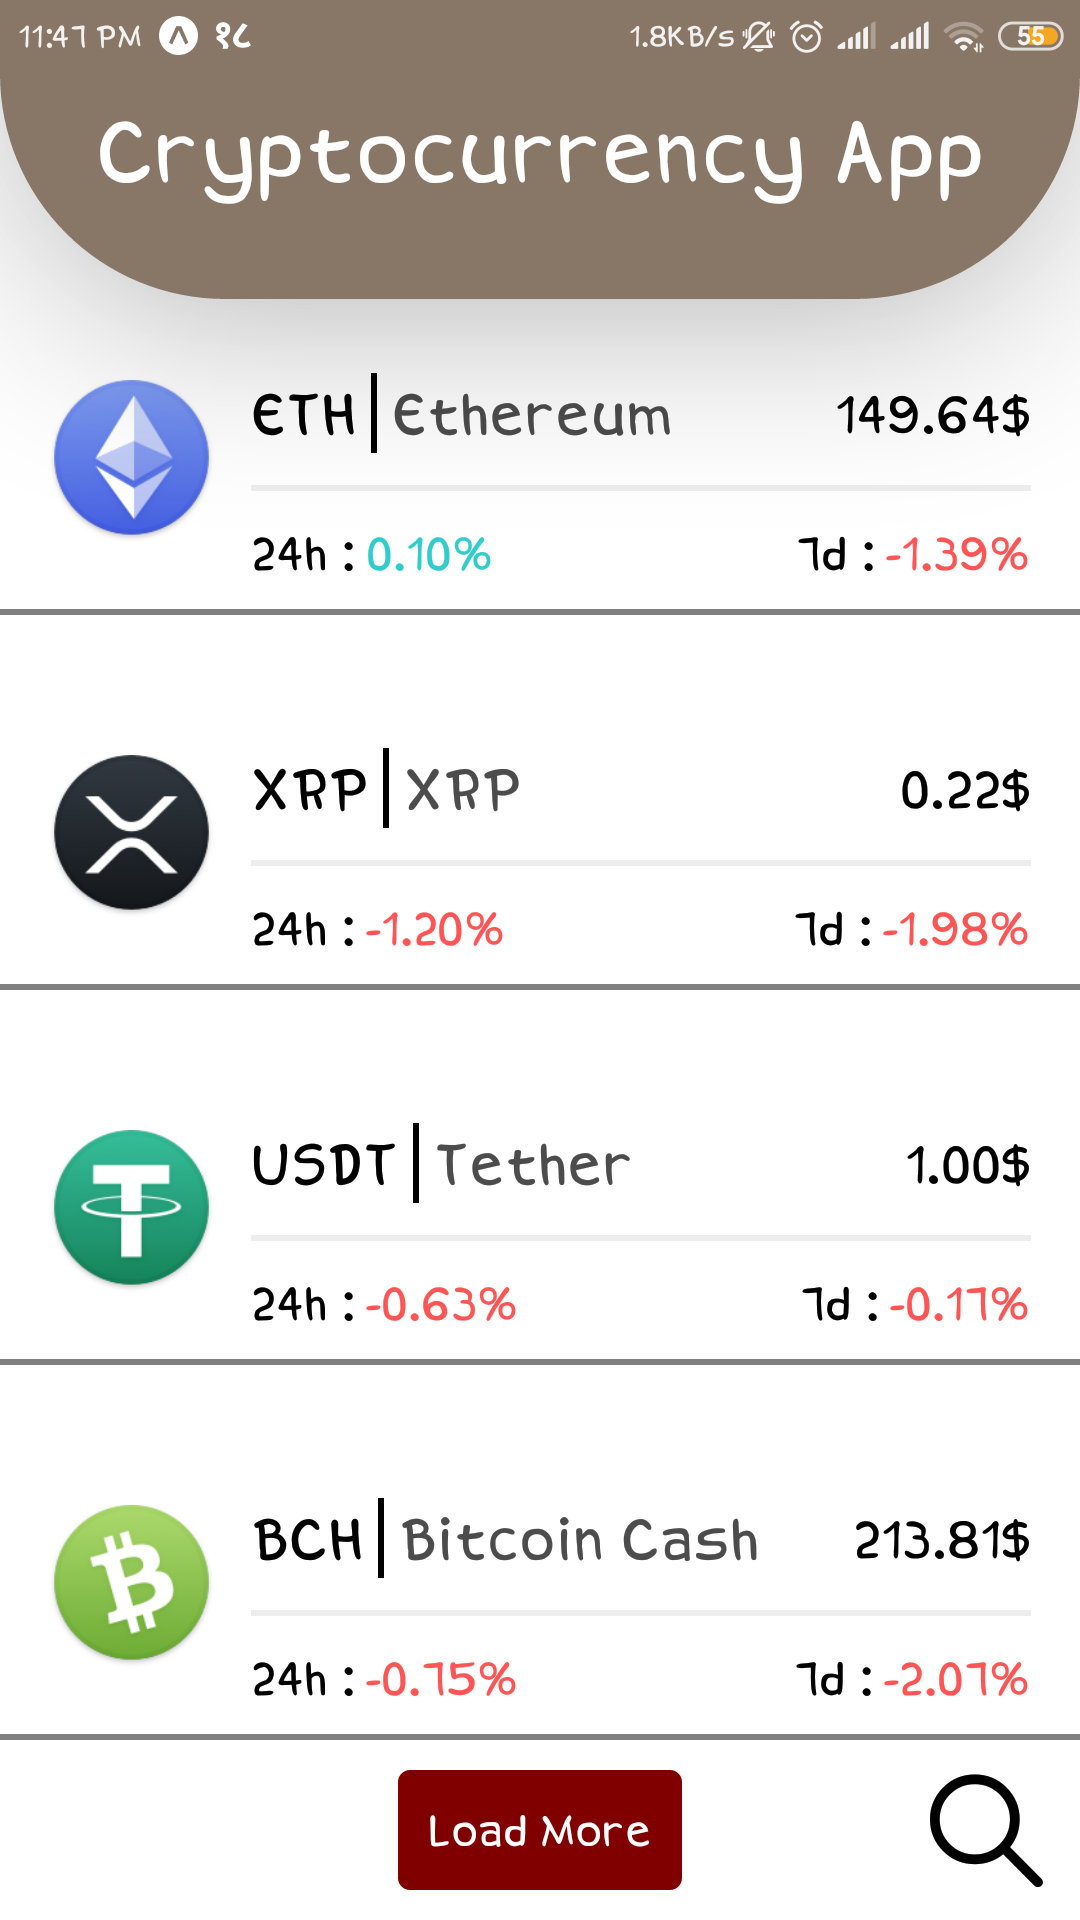 11:47 PM १८ 1.8KB/s 55
Cryptocurrency App
ETH Ethereum 149.64$
24h : 0.10% 7d : -1.39%
XRP XRP 0.22$
24h : -1.20% 7d : -1.98%
USDT Tether 1.00$
24h : -0.63% 7d : -0.17%
BCH Bitcoin Cash 213.81$
24h : -0.75% 7d : -2.07%
Load More